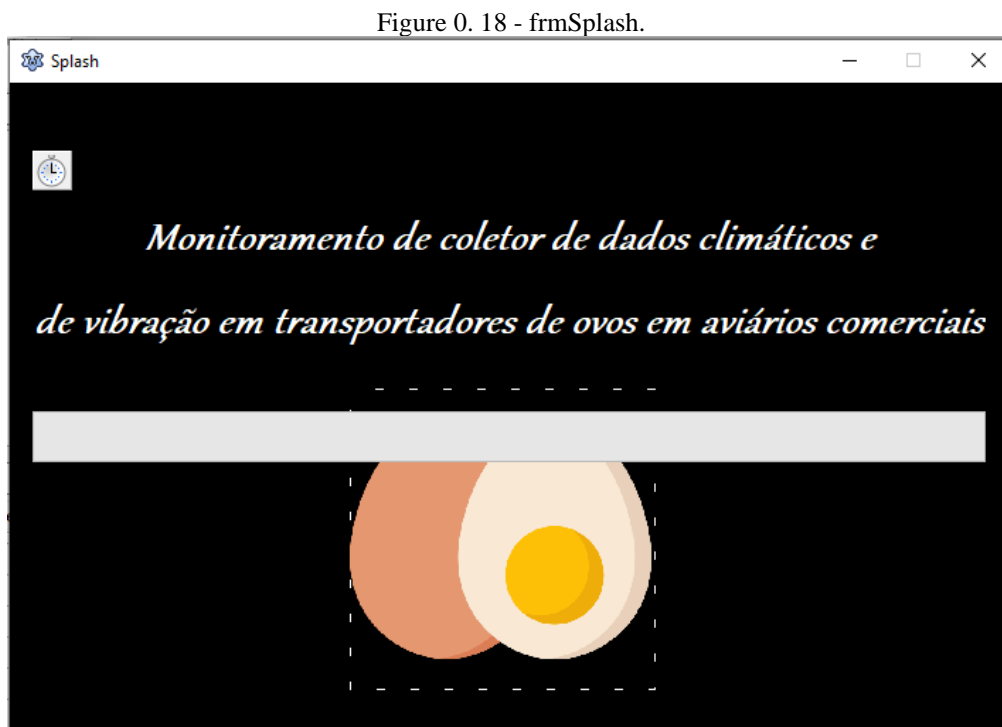 Figure 0. 18 - frmSplash.
Splash
Monitoramento de coletor de dados climáticos e
de vibração em transportadores de ovos em aviários comerciais